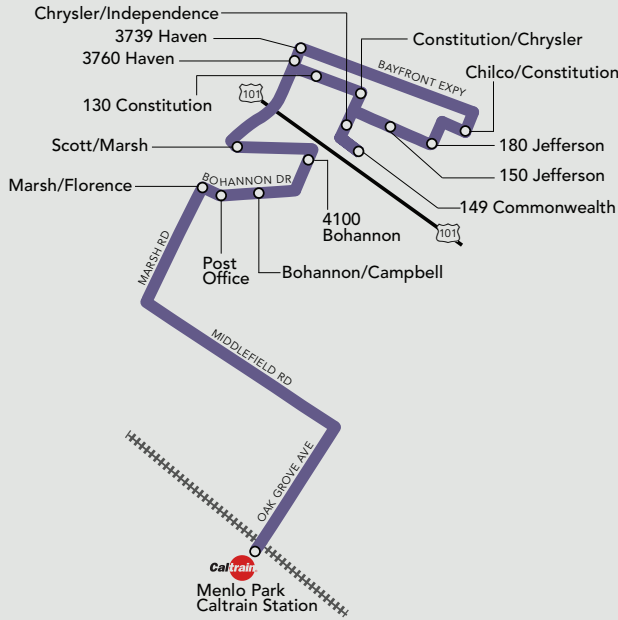 Chrysler/Independence
3739 Haven
Constitution/Chrysler
3760 Haven
BAYFRONT EXPY
Chilco/Constitution
101
130 Constitution
Scott/Marsh
180 Jefferson
150 Jefferson
Marsh/Florence
BOHANNON DR
149 Commonwealth
4100
Bohannon
101
Post
Office
Bohannon/Campbell
MARSH RD
MIDDLEFIELD RD
OAK GROVE AVE
Caltrain
Menlo Park
Caltrain Station